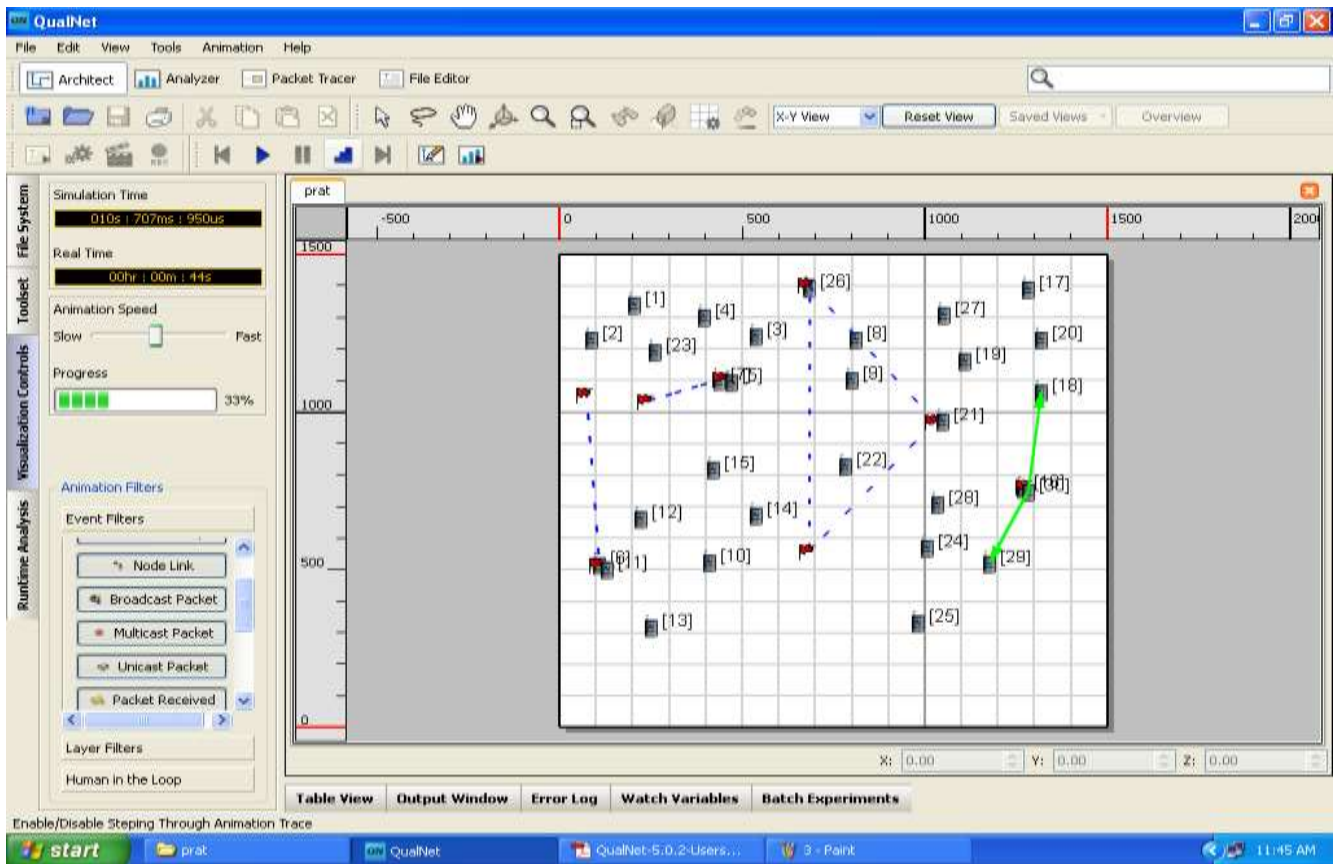 QualNet
File Edit View Tools Animation Help
Architect Analyzer Packet Tracer File Editor
X-Y View Reset View Saved Views Overview
File System
Toolset
Visualization Controls
Runtime Analysis
Simulation Time
010s : 707ms : 950us
Real Time
00hr : 00m : 44s
Animation Speed
Slow Fast
Progress
33%
Animation Filters
Event Filters
Node Link
Broadcast Packet
Multicast Packet
Unicast Packet
Packet Received
Layer Filters
Human in the Loop
prat
-500 0 500 1000 1500 200
1500
1000
500
0
[26] [17]
[1]
[4] [27]
[2] [3] [8] [20]
[23] [19]
[9]
[18]
[21]
[15] [22]
[28]
[12] [14]
[24]
[10] [29]
[13] [25]
X: 0.00 Y: 0.00 Z: 0.00
Table View Output Window Error Log Watch Variables Batch Experiments
Enable/Disable Stepping Through Animation Trace
start prat QualNet QualNet-5.0.2-Users... 3 - Paint 11:45 AM